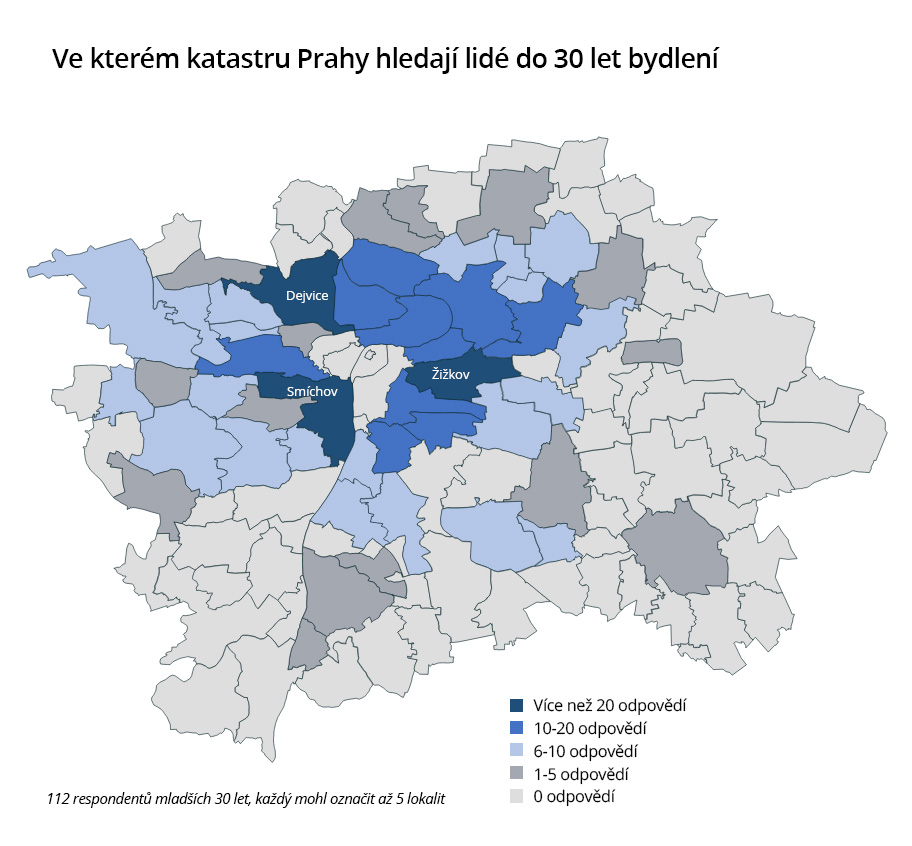 Ve kterém katastru Prahy hledají lidé do 30 let bydlení
Dejvice
Žižkov
Smíchov
Více než 20 odpovědí
10-20 odpovědí
6-10 odpovědí
1-5 odpovědí
0 odpovědí
112 respondentů mladších 30 let, každý mohl označit až 5 lokalit